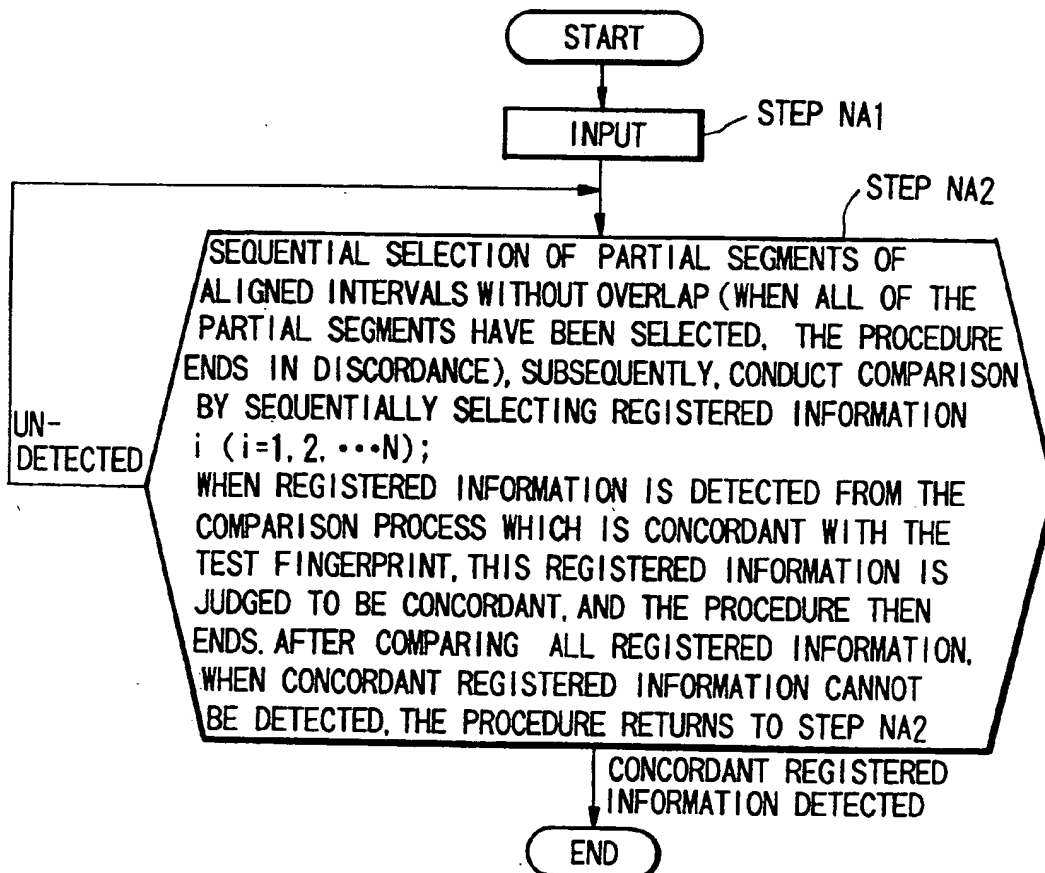 START
INPUT
STEP NA1
STEP NA2
SEQUENTIAL SELECTION OF PARTIAL SEGMENTS OF
ALIGNED INTERVALS WITHOUT OVERLAP (WHEN ALL OF THE
PARTIAL SEGMENTS HAVE BEEN SELECTED, THE PROCEDURE
ENDS IN DISCORDANCE), SUBSEQUENTLY, CONDUCT COMPARISON
BY SEQUENTIALLY SELECTING REGISTERED INFORMATION
i (i=1, 2, •••N);
WHEN REGISTERED INFORMATION IS DETECTED FROM THE
COMPARISON PROCESS WHICH IS CONCORDANT WITH THE
TEST FINGERPRINT, THIS REGISTERED INFORMATION IS
JUDGED TO BE CONCORDANT, AND THE PROCEDURE THEN
ENDS. AFTER COMPARING ALL REGISTERED INFORMATION,
WHEN CONCORDANT REGISTERED INFORMATION CANNOT
BE DETECTED, THE PROCEDURE RETURNS TO STEP NA2
UN-
DETECTED
CONCORDANT REGISTERED
INFORMATION DETECTED
END